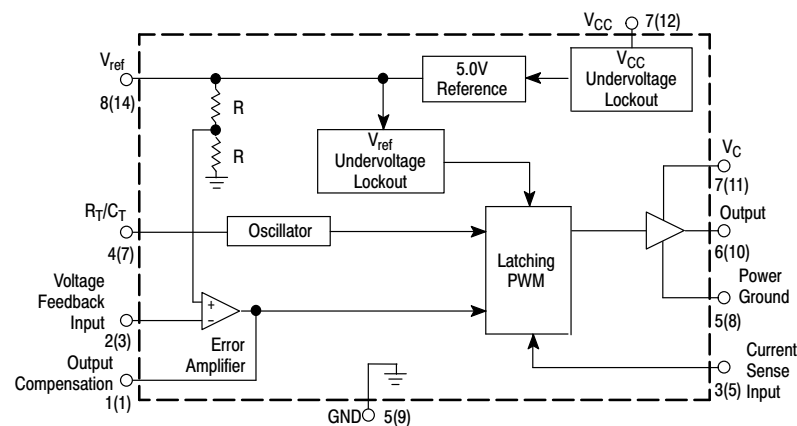 VCC 7(12)
Vref
8(14)
5.0V
Reference
VCC
Undervoltage
Lockout
R
R
Vref
Undervoltage
Lockout
VC
7(11)
RT/CT
4(7)
Oscillator
Latching
PWM
Output
6(10)
Voltage
Feedback
Input
2(3)
+
−
Error
Amplifier
Power
Ground
5(8)
Output
Compensation
1(1)
Current
Sense
Input
3(5)
GND 5(9)